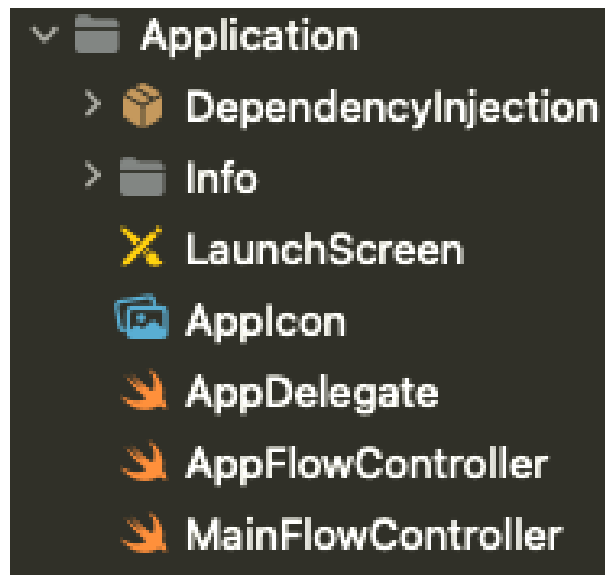 Application
DependencyInjection
Info
LaunchScreen
AppIcon
AppDelegate
AppFlowController
MainFlowController